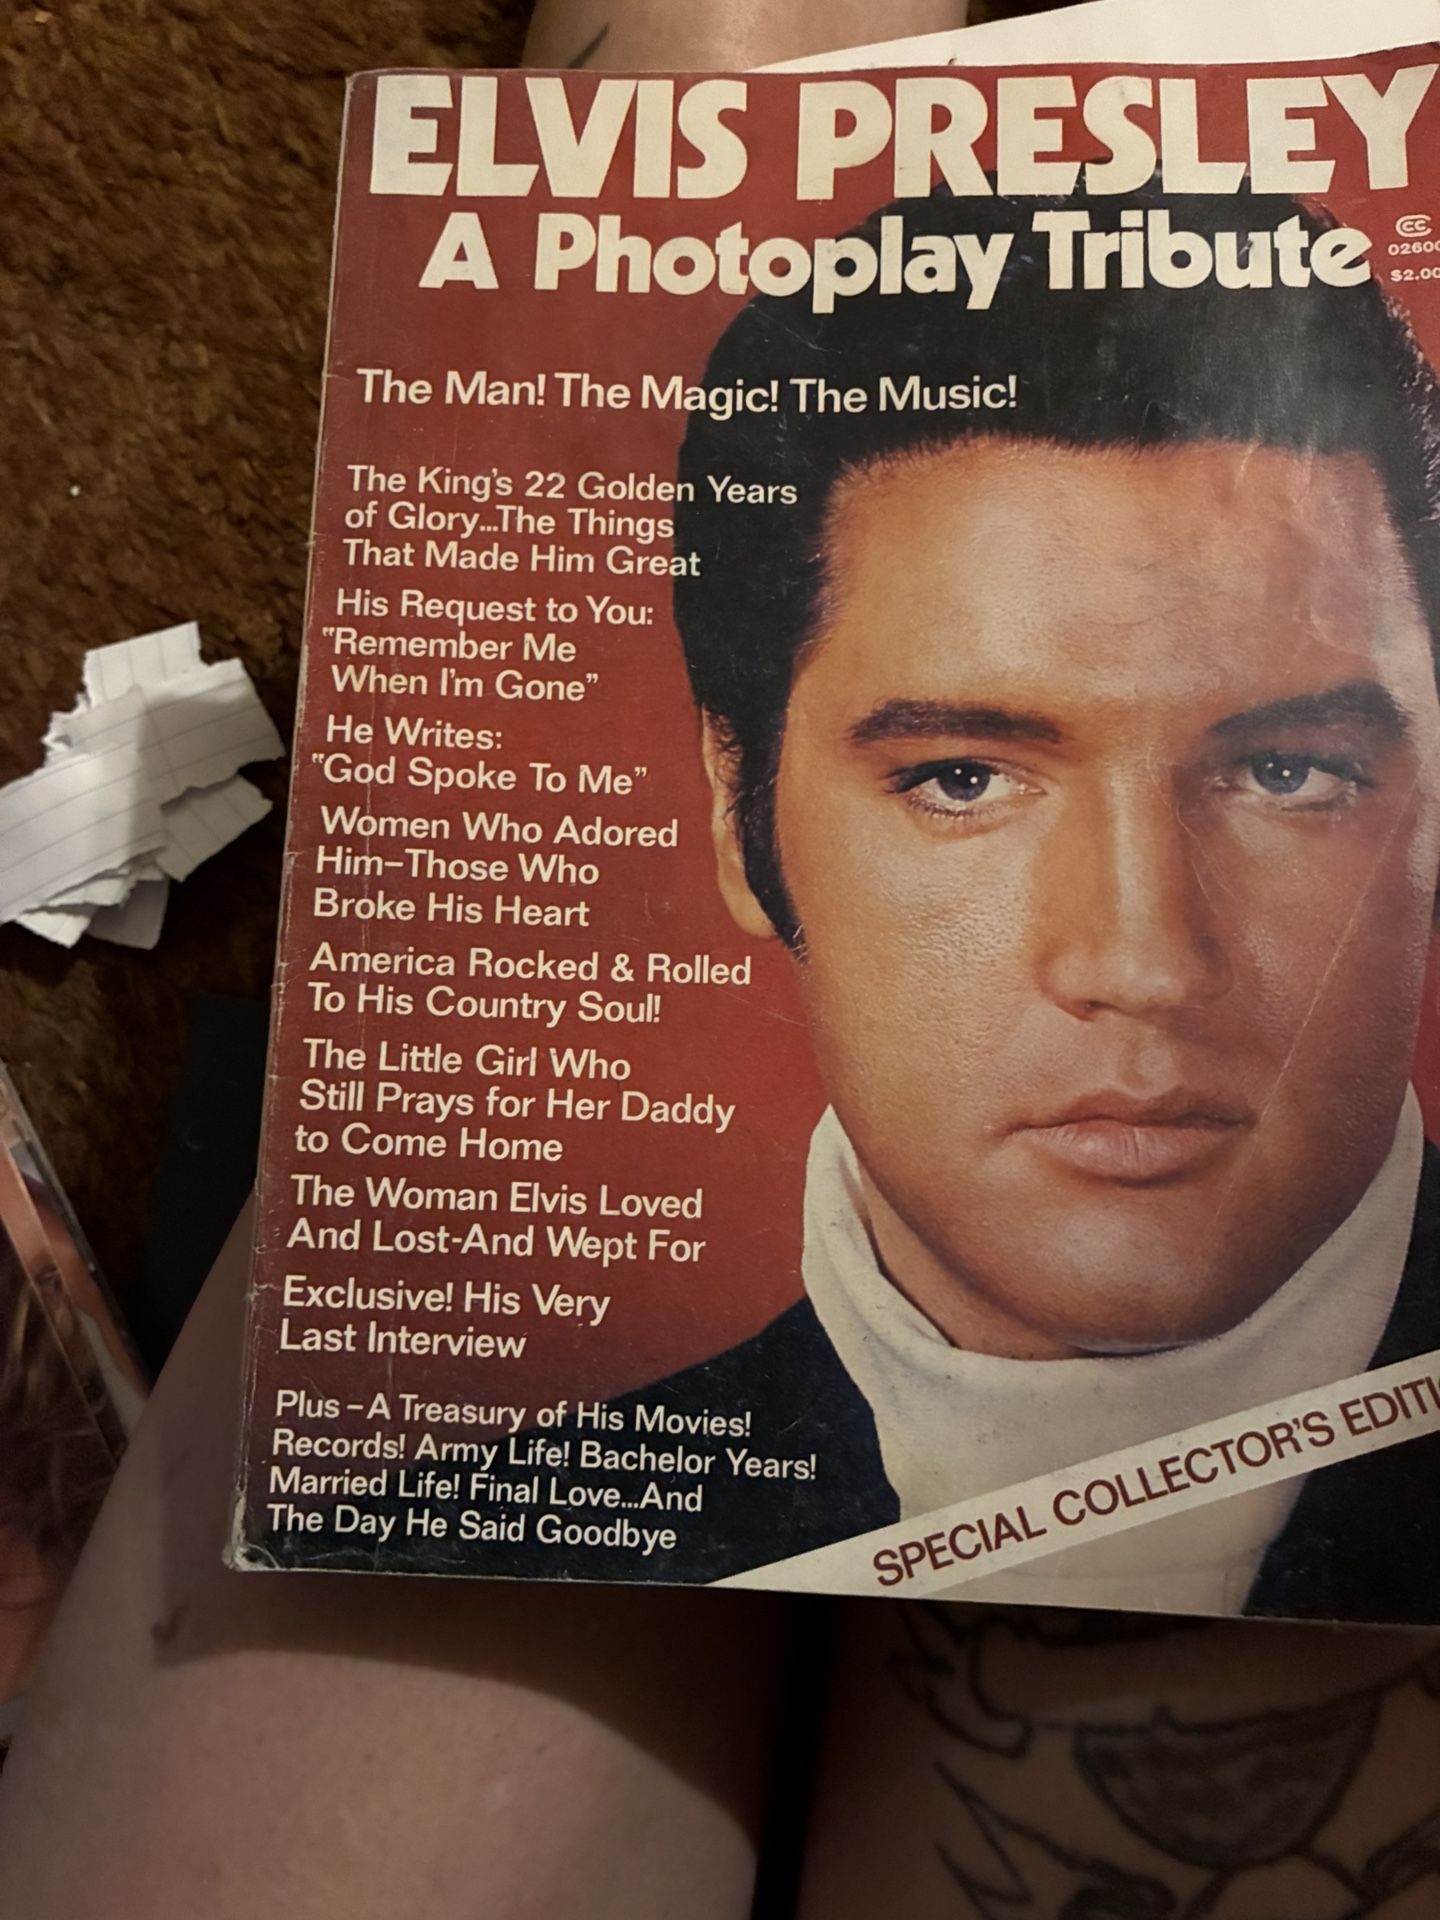 ELVIS PRESLEY
A Photoplay Tribute
CC
0260
$2.00
The Man! The Magic! The Music!
The King's 22 Golden Years
of Glory...The Things
That Made Him Great
His Request to You:
"Remember Me
When I'm Gone"
He Writes:
"God Spoke To Me"
Women Who Adored
Him–Those Who
Broke His Heart
America Rocked & Rolled
To His Country Soul!
The Little Girl Who
Still Prays for Her Daddy
to Come Home
The Woman Elvis Loved
And Lost-And Wept For
Exclusive! His Very
Last Interview
Plus – A Treasury of His Movies!
Records! Army Life! Bachelor Years!
Married Life! Final Love...And
The Day He Said Goodbye
SPECIAL COLLECTOR'S EDITI